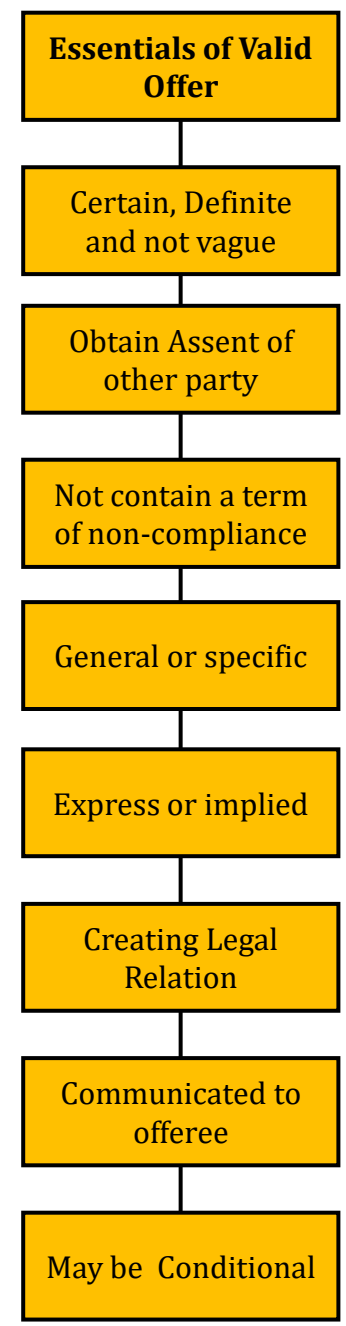 Essentials of Valid
Offer
Certain, Definite
and not vague
Obtain Assent of
other party
Not contain a term
of non-compliance
General or specific
Express or implied
Creating Legal
Relation
Communicated to
offeree
May be  Conditional